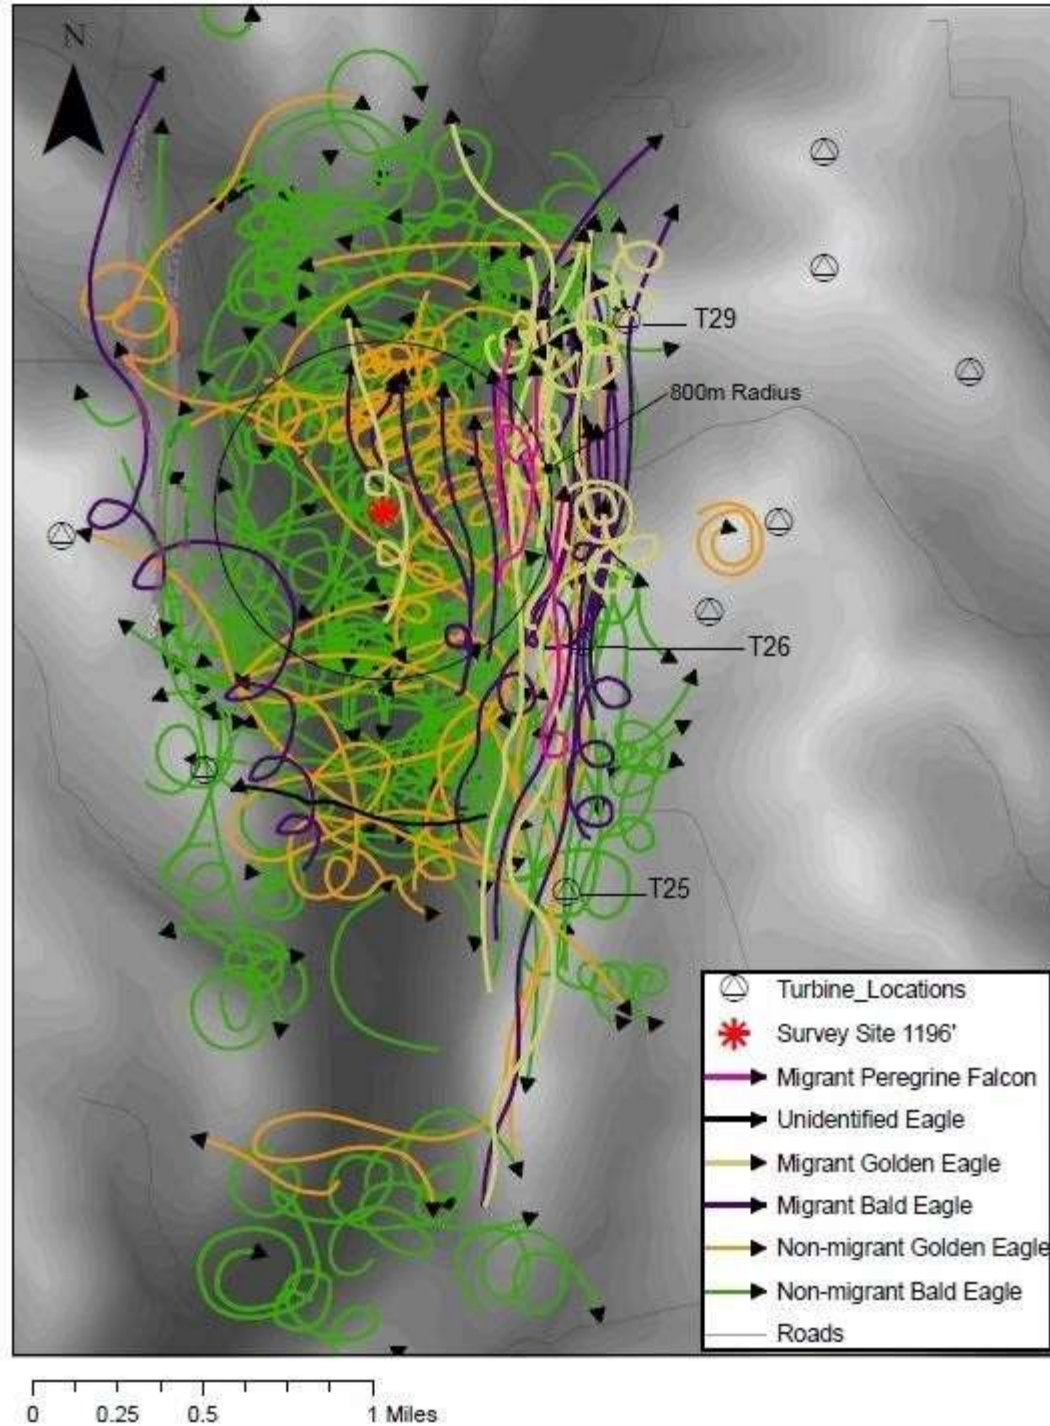 N
T29
800m Radius
T26
T25
Turbine_Locations
Survey Site 1196'
Migrant Peregrine Falcon
Unidentified Eagle
Migrant Golden Eagle
Migrant Bald Eagle
Non-migrant Golden Eagle
Non-migrant Bald Eagle
Roads
0 0.25 0.5 1 Miles